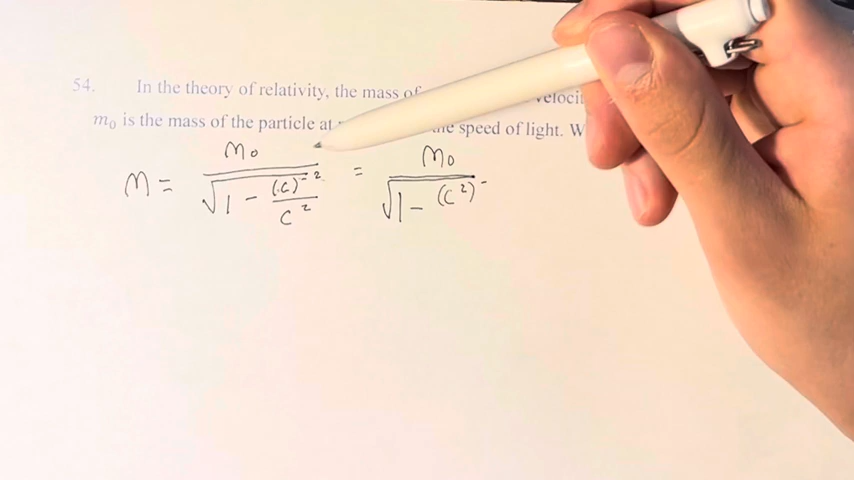 54. In the theory of relativity, the mass of
m₀ is the mass of the particle at the speed of light. W
M = m₀ / √(1 - (.c)⁻² / c²) = m₀ / √(1 - (c²)⁻